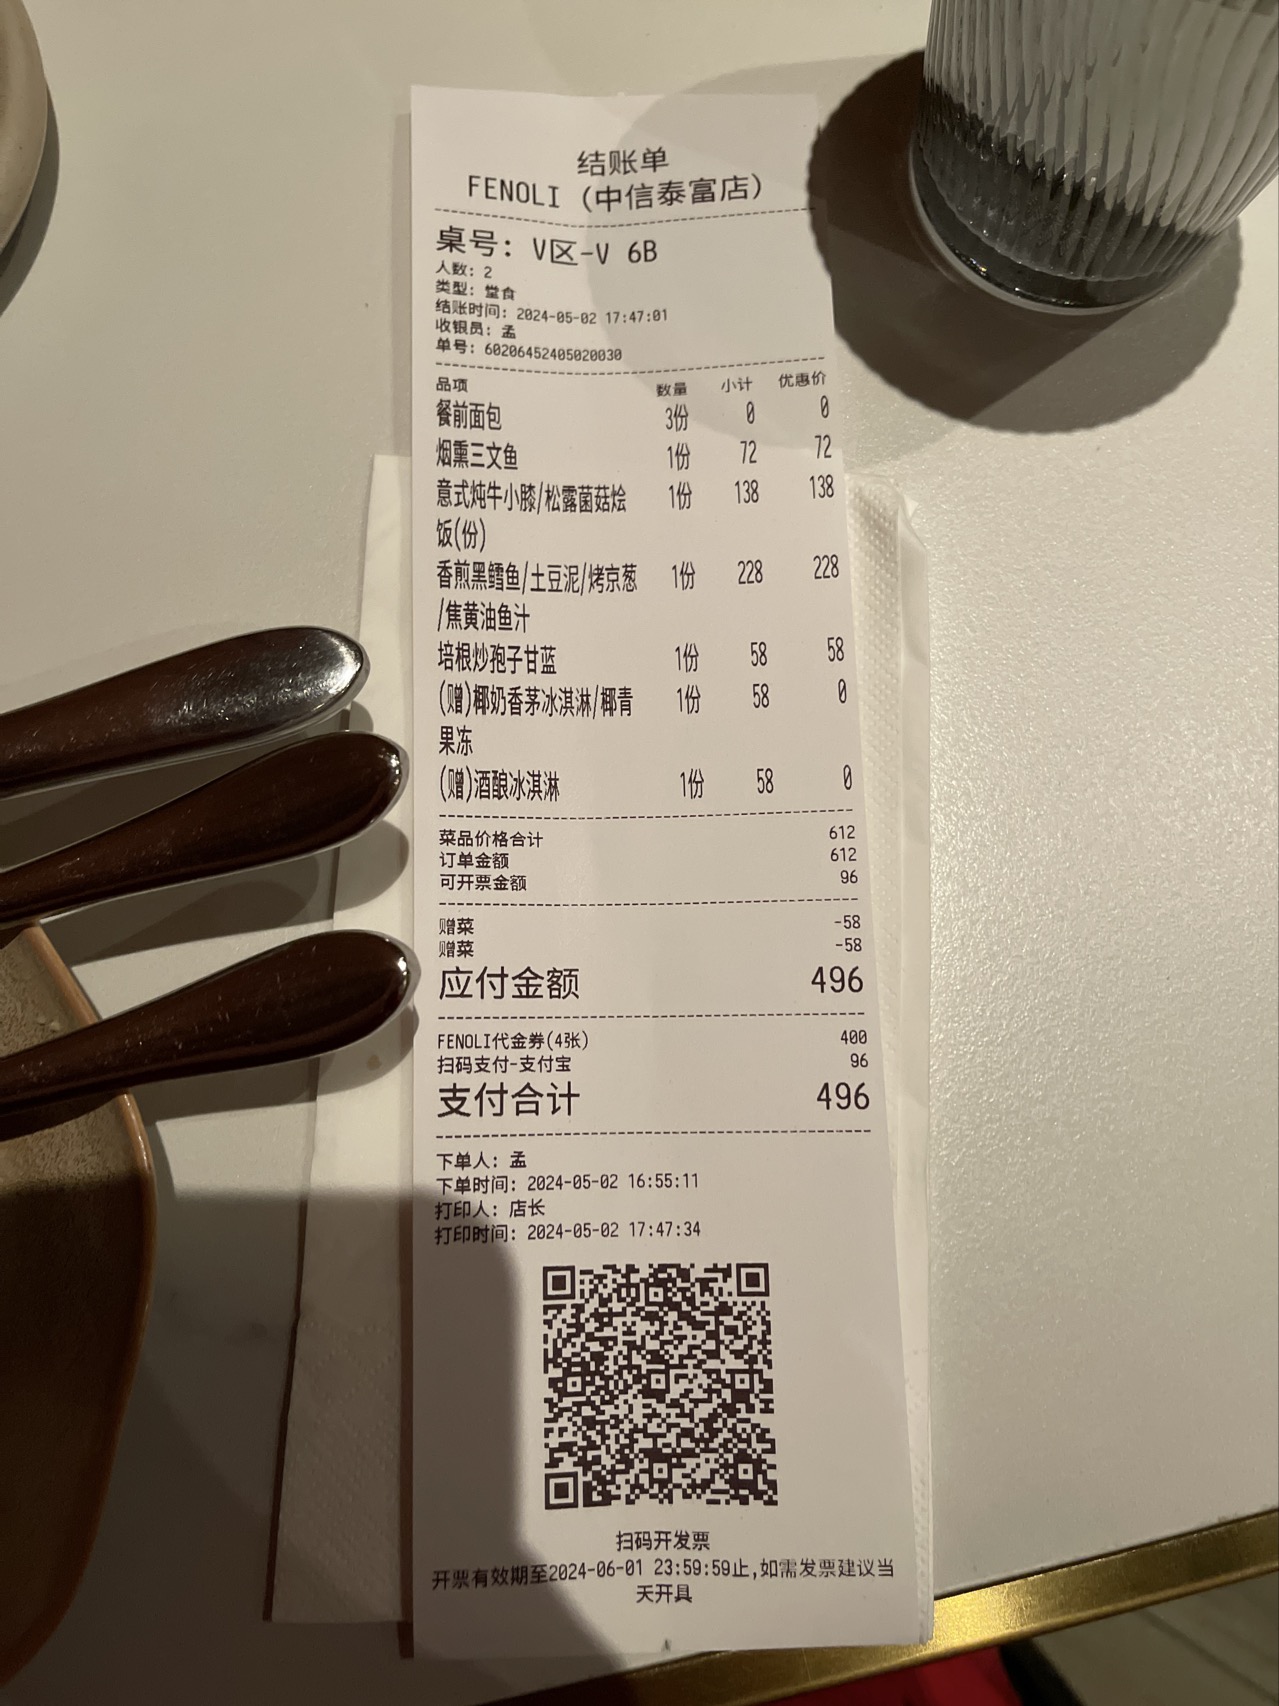 结账单
FENOLI (中信泰富店)
桌号: V区-V 6B
人数: 2
类型: 堂食
结账时间: 2024-05-02 17:47:01
收银员: 孟
单号: 60206452405020030
品项 数量 小计 优惠价
餐前面包 3份 0 0
烟熏三文鱼 1份 72 72
意式炖牛小膝/松露菌菇烩 1份 138 138
饭(份)
香煎黑鳕鱼/土豆泥/烤京葱 1份 228 228
/焦黄油鱼汁
培根炒孢子甘蓝 1份 58 58
(赠)椰奶香茅冰淇淋/椰青 1份 58 0
果冻
(赠)酒酿冰淇淋 1份 58 0
菜品价格合计 612
订单金额 612
可开票金额 96
赠菜 -58
赠菜 -58
应付金额 496
FENOLI代金券(4张) 400
扫码支付-支付宝 96
支付合计 496
下单人: 孟
下单时间: 2024-05-02 16:55:11
打印人: 店长
打印时间: 2024-05-02 17:47:34
扫码开发票
开票有效期至2024-06-01 23:59:59止,如需发票建议当
天开具